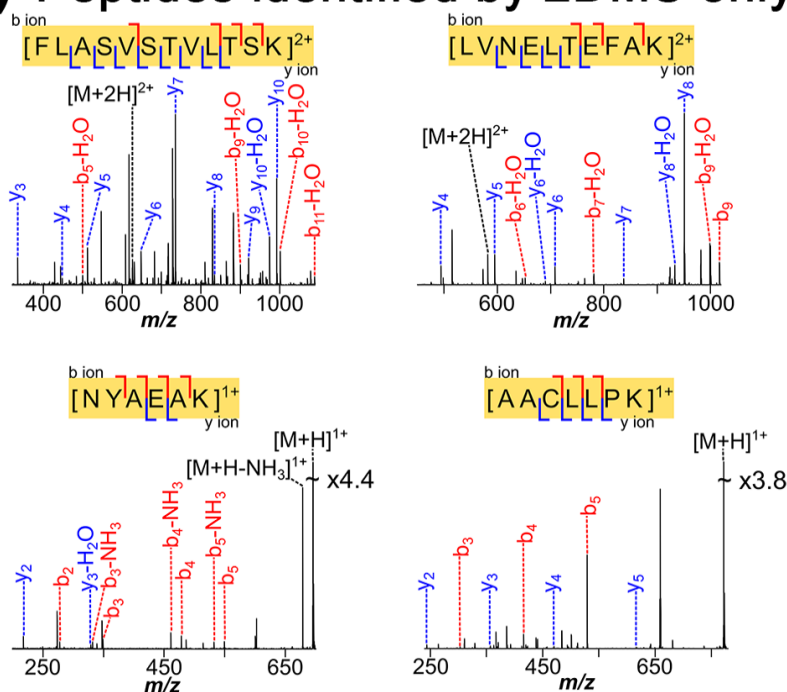 y Peptides identified by EDMS only
b ion
[FLASVSTVLTSK]2+
y ion
[M+2H]2+
y3
y4
b5-H2O
y5
y6
y7
y8
b9-H2O
y9
y10-H2O
y10
b10-H2O
b11-H2O
400 600 800 1000
m/z
b ion
[LVNELTEFAK]2+
y ion
[M+2H]2+
y4
y5
b6-H2O
y6-H2O
y6
b7-H2O
y7
y8-H2O
y8
b9-H2O
b9
600 800 1000
m/z
b ion
[NYAEAK]1+
y ion
[M+H]1+
[M+H-NH3]1+
~ x4.4
y2
b2
y3-H2O
b3-NH3
b3
b4-NH3
b4
b5-NH3
b5
250 450 650
m/z
b ion
[AACLLPK]1+
y ion
[M+H]1+
~ x3.8
y2
b3
y3
b4
y4
b5
y5
250 450 650
m/z